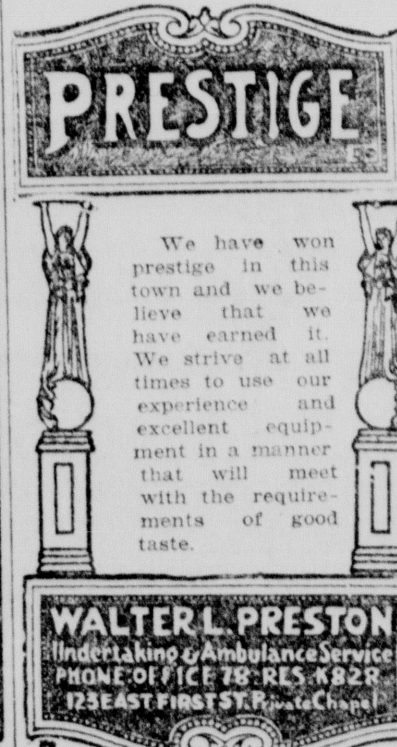 PRESTIGE
We have won
prestige in this
town and we be-
lieve that we
have earned it.
We strive at all
times to use our
experience and
excellent equip-
ment in a manner
that will meet
with the require-
ments of good
taste.
WALTER L. PRESTON
Undertaking & Ambulance Service
PHONE: OFFICE 78 - RES. K82R
123 EAST FIRST ST. Private Chapel